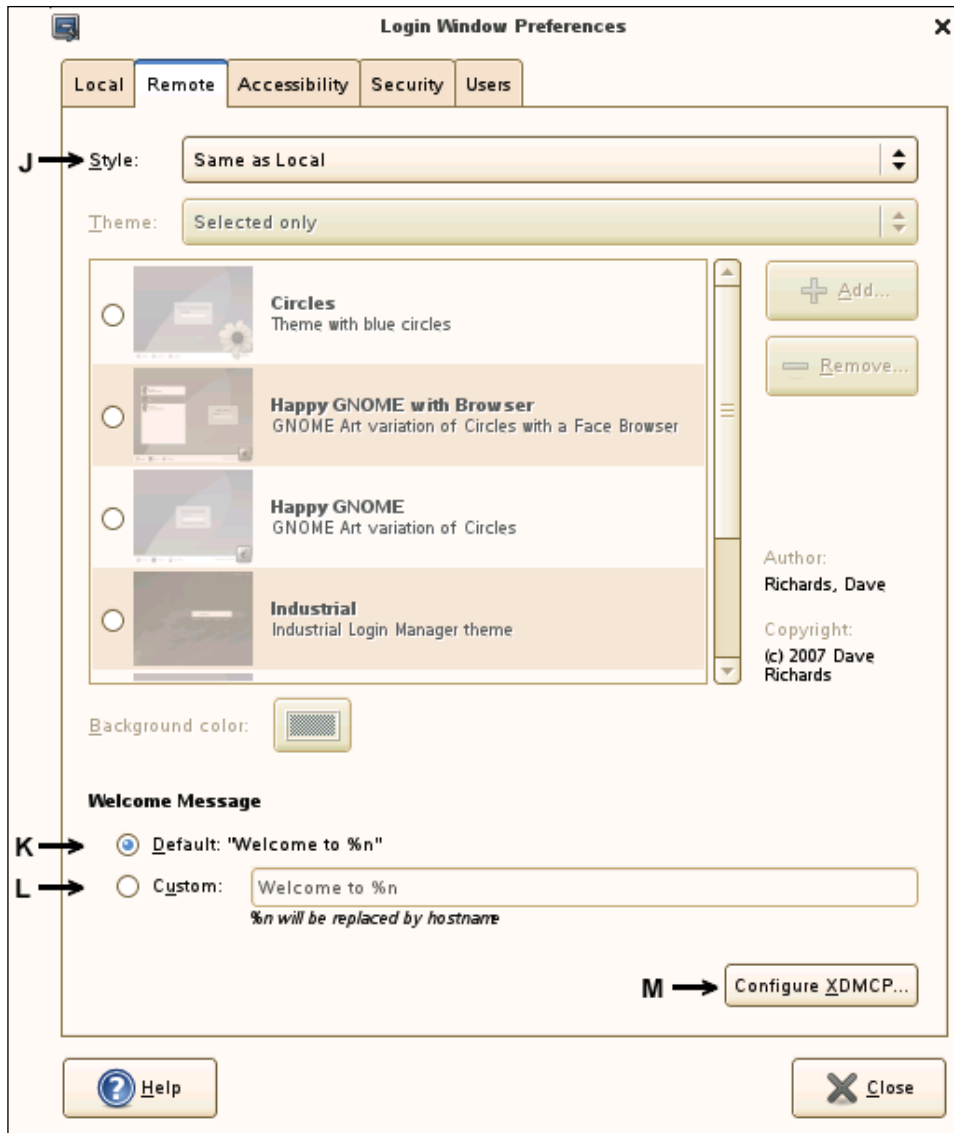 Login Window Preferences
Local Remote Accessibility Security Users
J Style: Same as Local
Theme: Selected only
Circles
Theme with blue circles
Add...
Remove...
Happy GNOME with Browser
GNOME Art variation of Circles with a Face Browser
Happy GNOME
GNOME Art variation of Circles
Industrial
Industrial Login Manager theme
Author:
Richards, Dave
Copyright:
(c) 2007 Dave
Richards
Background color:
Welcome Message
K Default: "Welcome to %n"
L Custom: Welcome to %n
%n will be replaced by hostname
M Configure XDMCP...
Help Close